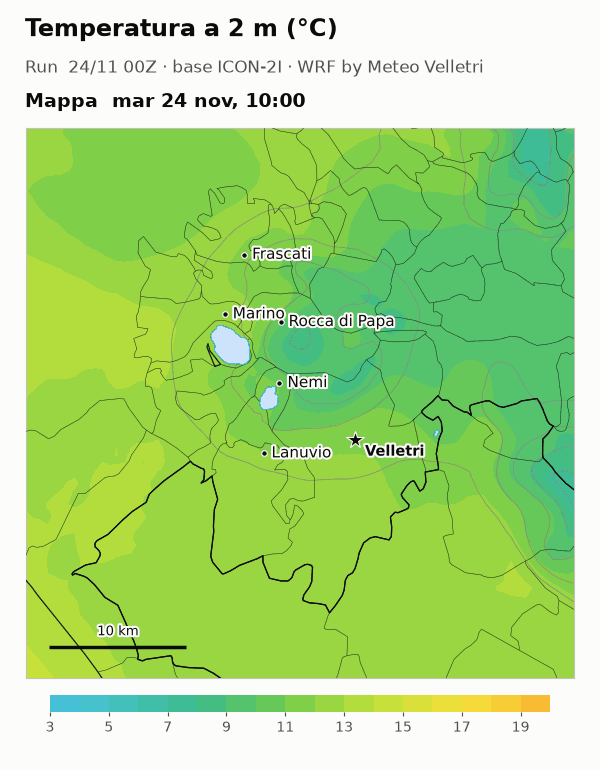 Temperatura a 2 m (°C)
Run  24/11 00Z · base ICON-2I · WRF by Meteo Velletri
Mappa  mar 24 nov, 10:00
Frascati
Marino
Rocca di Papa
Nemi
Velletri
Lanuvio
10 km
3 5 7 9 11 13 15 17 19